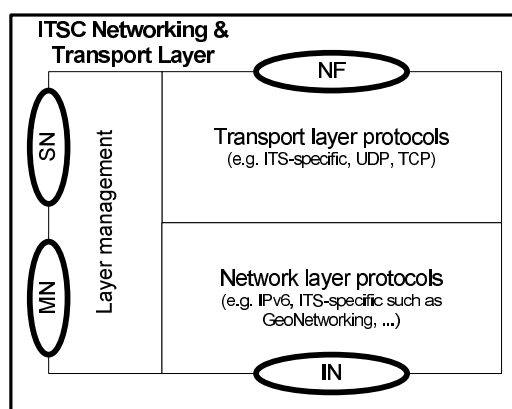 ITSC Networking &
Transport Layer
NF
SN
MN
Layer management
Transport layer protocols
(e.g. ITS-specific, UDP, TCP)
Network layer protocols
(e.g. IPv6, ITS-specific such as
GeoNetworking, ...)
IN